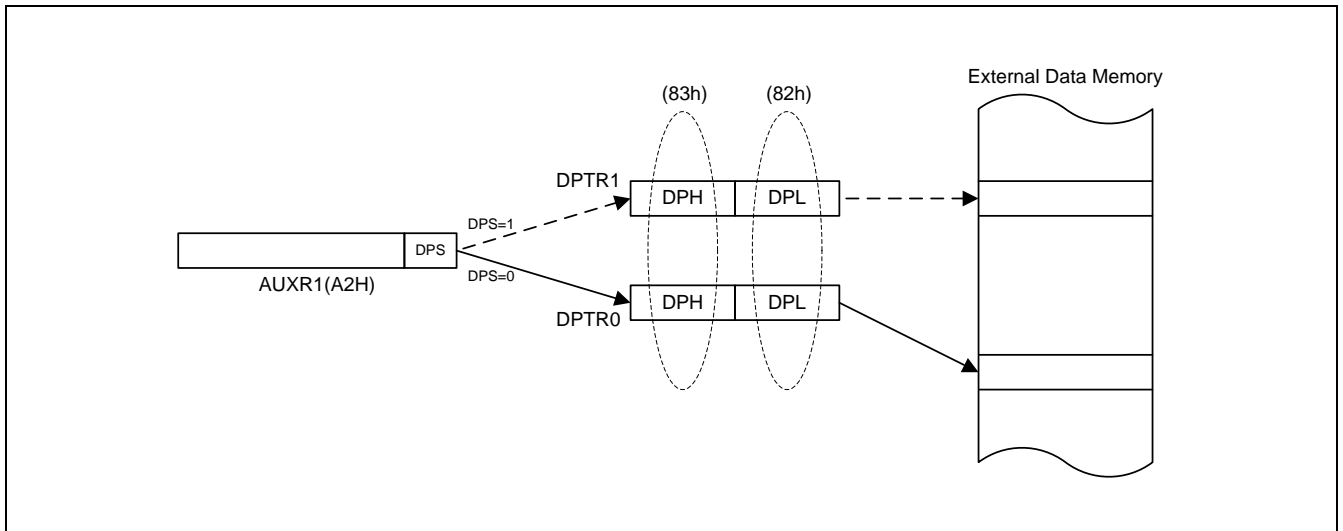 External Data Memory
(83h) (82h)
DPTR1 DPH DPL
DPS=1
DPS
AUXR1(A2H)
DPS=0
DPH DPL
DPTR0